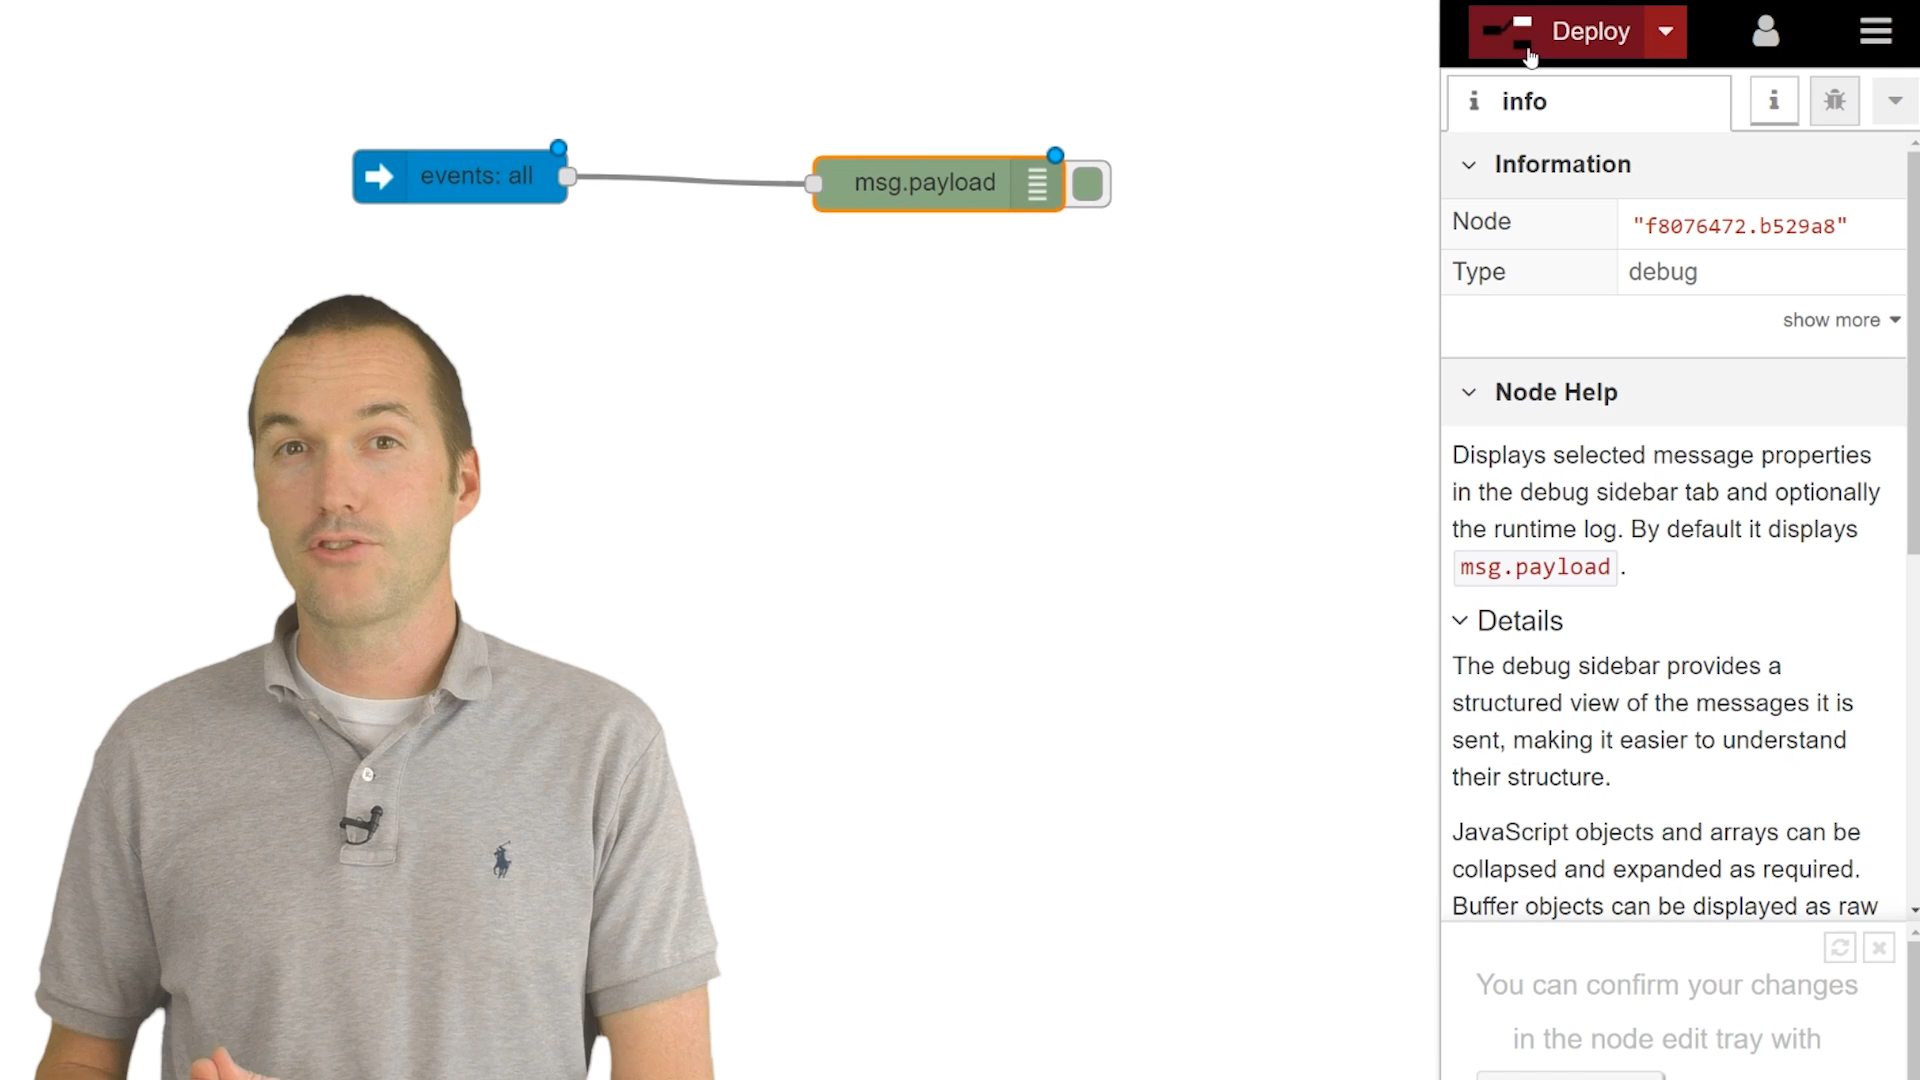 Deploy
info
events: all
msg.payload
Information
Node "f8076472.b529a8"
Type debug
show more
Node Help
Displays selected message properties
in the debug sidebar tab and optionally
the runtime log. By default it displays
msg.payload.
Details
The debug sidebar provides a
structured view of the messages it is
sent, making it easier to understand
their structure.
JavaScript objects and arrays can be
collapsed and expanded as required.
Buffer objects can be displayed as raw
You can confirm your changes
in the node edit tray with